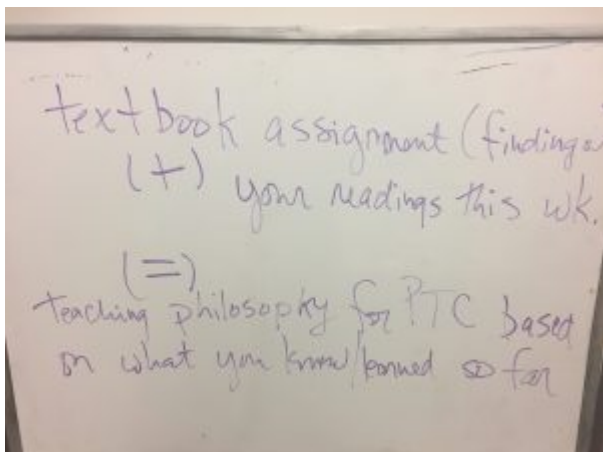 textbook assignment (finding
(+) your readings this wk.
(=)
teaching philosophy for PTC based
on what you know/learned so far